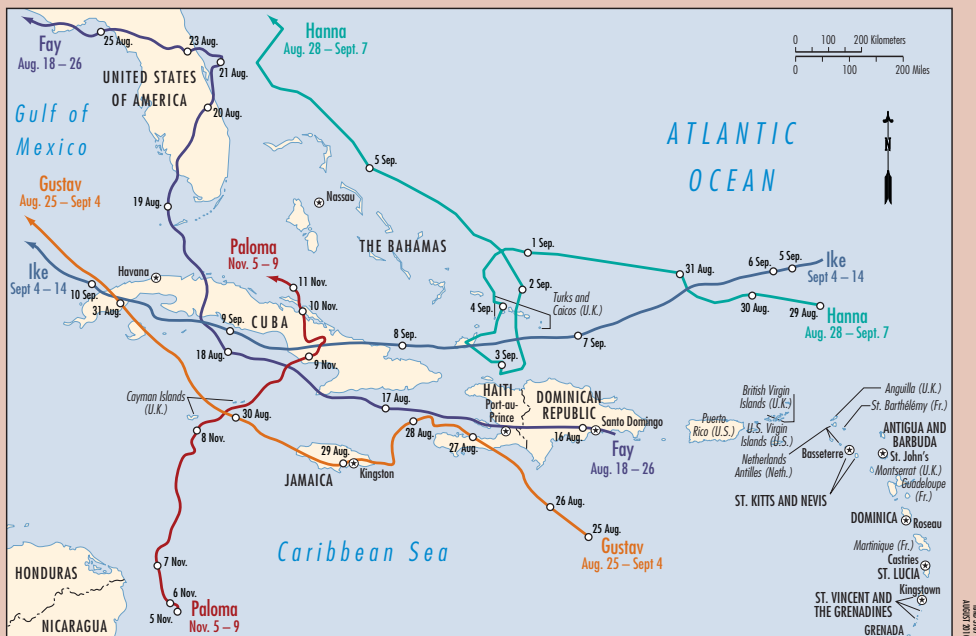 Fay
Aug. 18 – 26
25 Aug.
23 Aug.
21 Aug.
20 Aug.
19 Aug.
UNITED STATES
OF AMERICA
Gulf of
Mexico
Hanna
Aug. 28 – Sept. 7
0 100 200 Kilometers
0 100 200 Miles
N
ATLANTIC
OCEAN
5 Sep.
Nassau
THE BAHAMAS
Gustav
Aug. 25 – Sept 4
Ike
Sept 4 – 14
Havana
10 Sep.
31 Aug.
Paloma
Nov. 5 – 9
11 Nov.
10 Nov.
9 Nov.
CUBA
9 Sep.
18 Aug.
8 Sep.
1 Sep.
2 Sep.
4 Sep.
3 Sep.
Turks and
Caicos (U.K.)
31 Aug.
6 Sep.
5 Sep.
Ike
Sept 4 – 14
30 Aug.
29 Aug.
Hanna
Aug. 28 – Sept. 7
7 Sep.
Cayman Islands
(U.K.)
30 Aug.
8 Nov.
17 Aug.
28 Aug.
27 Aug.
29 Aug.
Kingston
JAMAICA
HAITI
Port-au-
Prince
DOMINICAN
REPUBLIC
Santo Domingo
16 Aug.
Fay
Aug. 18 – 26
26 Aug.
25 Aug.
Gustav
Aug. 25 – Sept 4
Caribbean Sea
Puerto
Rico (U.S.)
British Virgin
Islands (U.K.)
U.S. Virgin
Islands (U.S.)
Netherlands
Antilles (Neth.)
Anguilla (U.K.)
St. Barthélémy (Fr.)
ANTIGUA AND
BARBUDA
St. John's
Basseterre
Montserrat (U.K.)
Guadeloupe
(Fr.)
ST. KITTS AND NEVIS
DOMINICA
Roseau
Martinique (Fr.)
Castries
ST. LUCIA
Kingstown
ST. VINCENT AND
THE GRENADINES
GRENADA
HONDURAS
NICARAGUA
7 Nov.
6 Nov.
5 Nov.
Paloma
Nov. 5 – 9